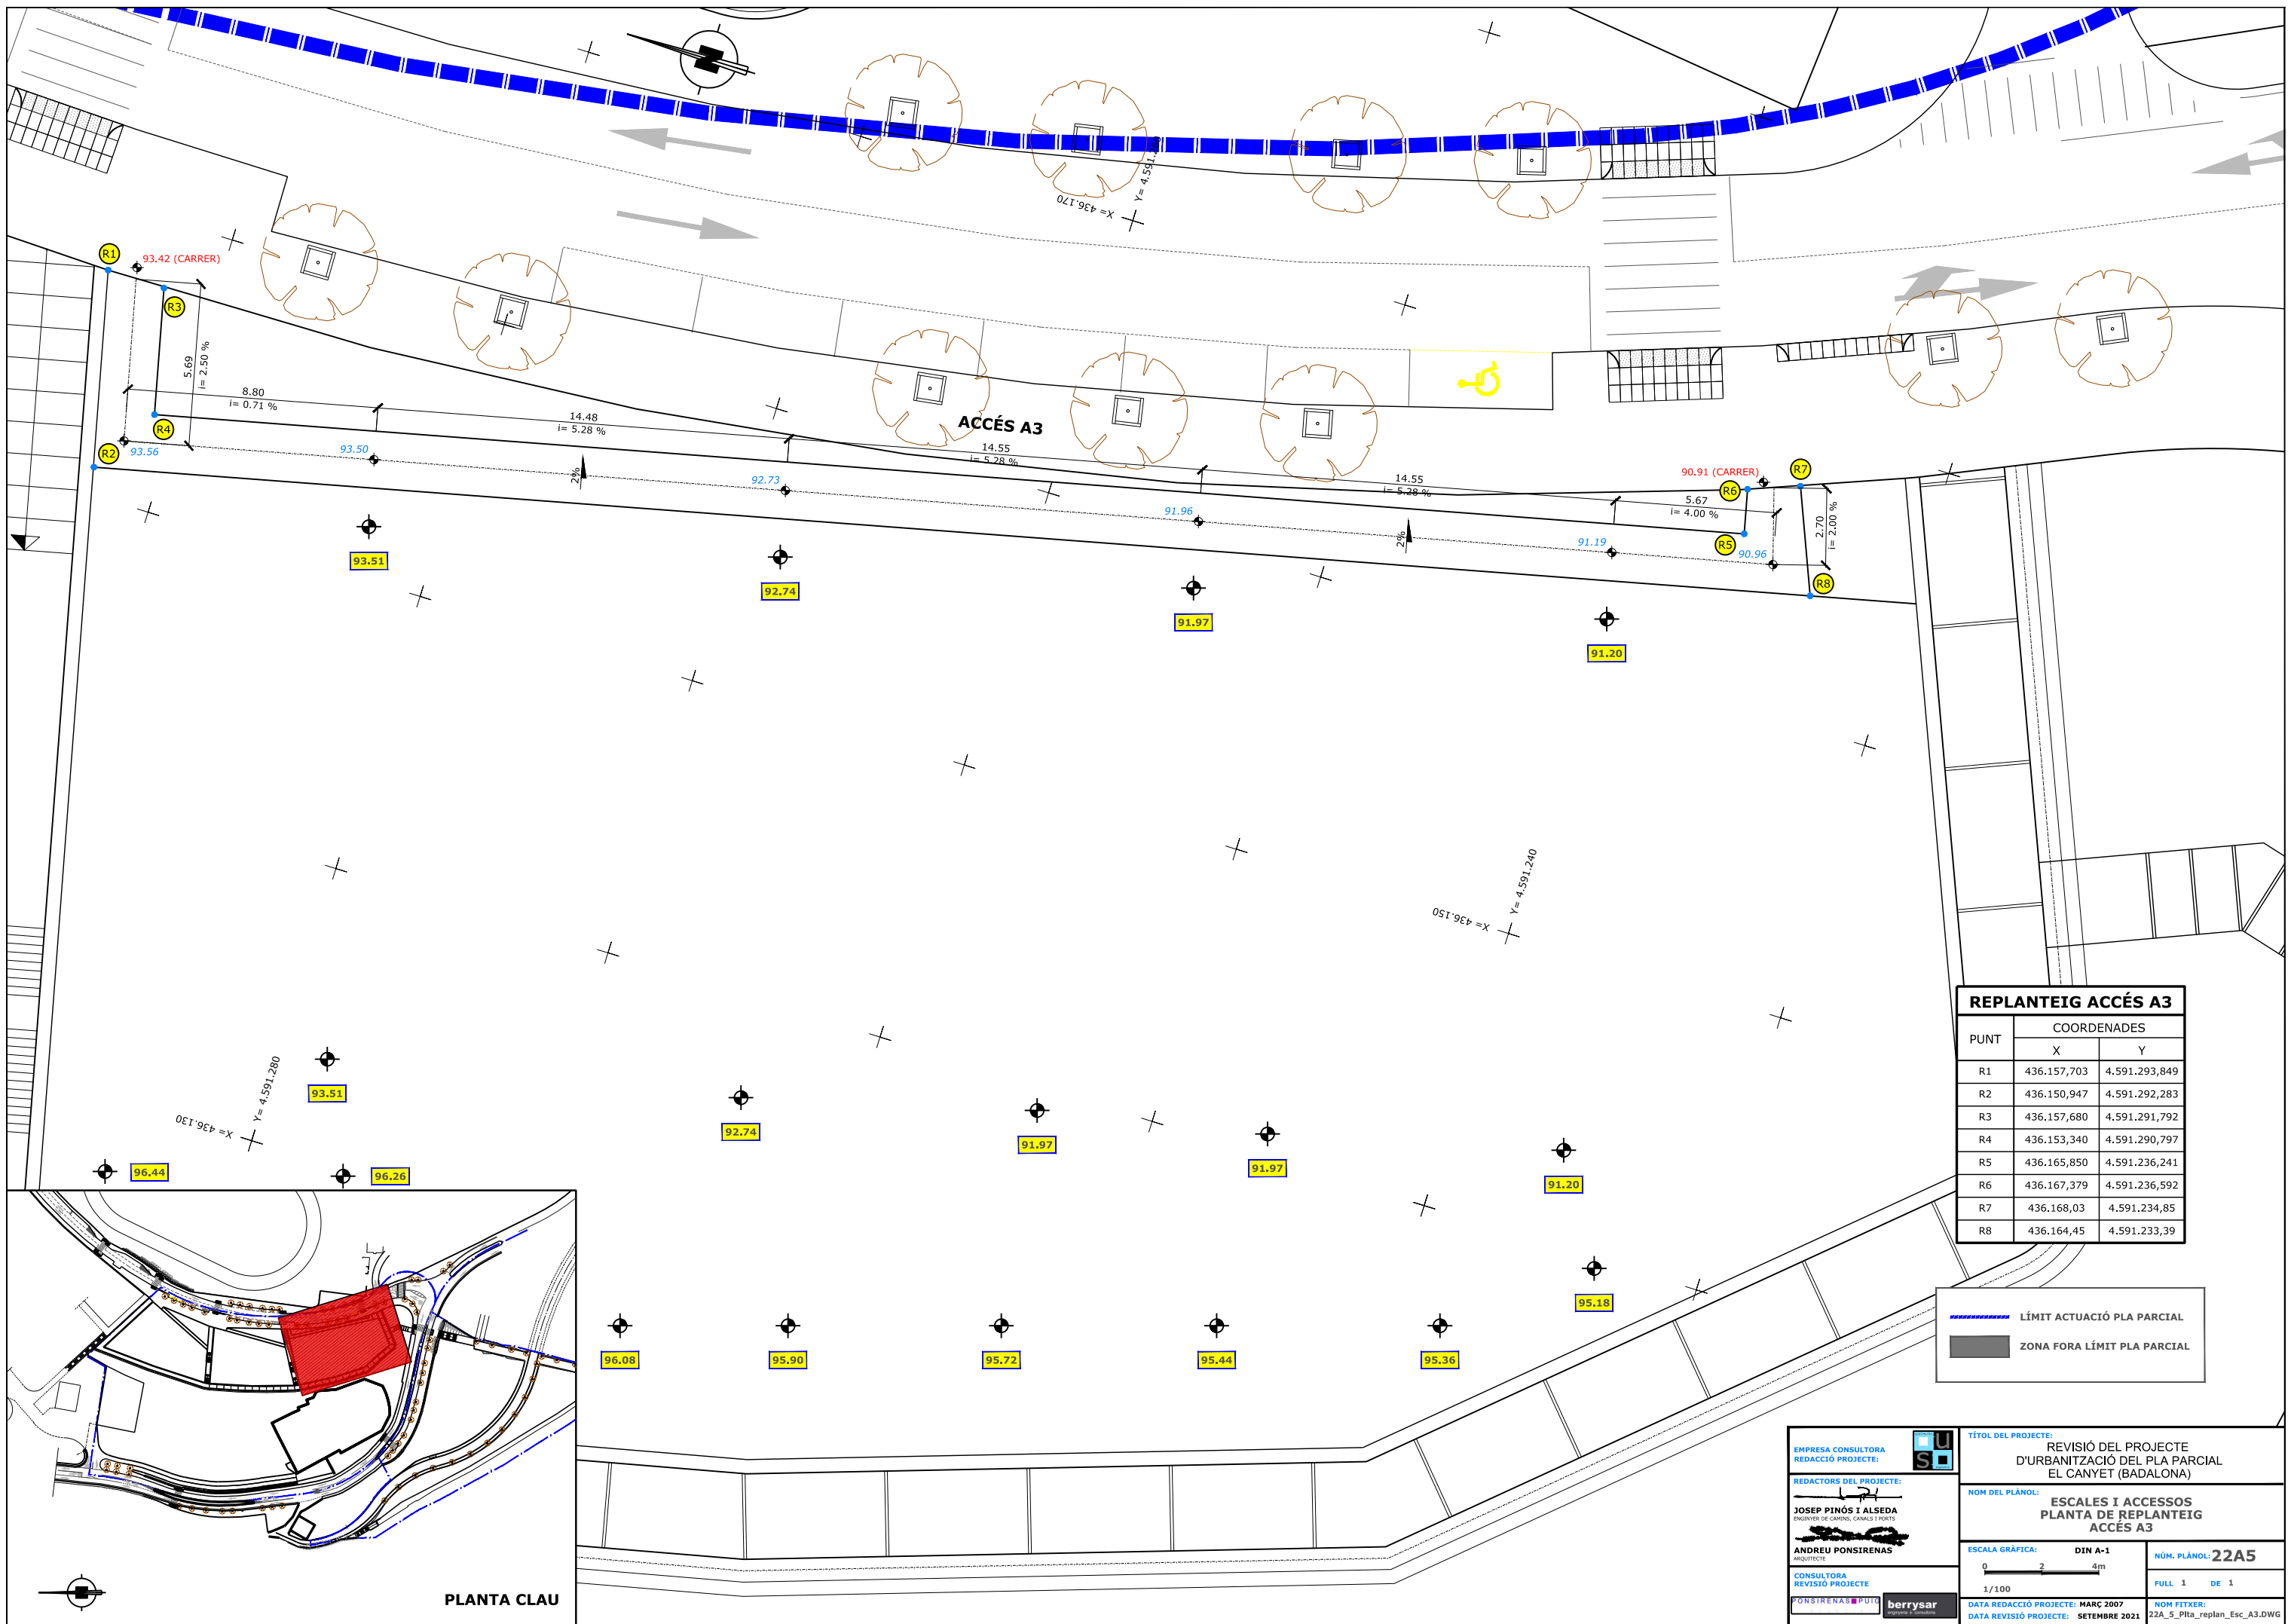 X= 436.170
Y= 4.591.260
R1
93.42 (CARRER)
R3
5.69
i= 2.50 %
8.80
i= 0.71 %
R4
R2
93.56
93.50
14.48
i= 5.28 %
2%
92.73
ACCÉS A3
14.55
i= 5.28 %
91.96
14.55
i= 5.28 %
2%
90.91 (CARRER)
R7
R6
5.67
i= 4.00 %
2.70
i= 2.00 %
R5
91.19
90.96
R8
93.51
92.74
91.97
91.20
X= 436.150
Y= 4.591.240
X= 436.130
Y= 4.591.280
93.51
92.74
91.97
91.97
91.20
96.44
96.26
95.18
96.08
95.90
95.72
95.44
95.36
REPLANTEIG ACCÉS A3
PUNT COORDENADES
X Y
R1 436.157,703 4.591.293,849
R2 436.150,947 4.591.292,283
R3 436.157,680 4.591.291,792
R4 436.153,340 4.591.290,797
R5 436.165,850 4.591.236,241
R6 436.167,379 4.591.236,592
R7 436.168,03 4.591.234,85
R8 436.164,45 4.591.233,39
LÍMIT ACTUACIÓ PLA PARCIAL
ZONA FORA LÍMIT PLA PARCIAL
PLANTA CLAU
EMPRESA CONSULTORA
REDACCIÓ PROJECTE:
REDACTORS DEL PROJECTE:
JOSEP PINÓS I ALSEDA
ENGINYER DE CAMINS, CANALS I PORTS
ANDREU PONSIRENAS
ARQUITECTE
CONSULTORA
REVISIÓ PROJECTE
PONSIRENAS PUIG
berrysar
TÍTOL DEL PROJECTE:
REVISIÓ DEL PROJECTE
D'URBANITZACIÓ DEL PLA PARCIAL
EL CANYET (BADALONA)
NOM DEL PLÀNOL:
ESCALES I ACCESSOS
PLANTA DE REPLANTEIG
ACCÉS A3
ESCALA GRÀFICA: DIN A-1
0 2 4m
1/100
NÚM. PLÀNOL: 22A5
FULL 1 DE 1
DATA REDACCIÓ PROJECTE: MARÇ 2007
DATA REVISIÓ PROJECTE: SETEMBRE 2021
NOM FITXER:
22A_5_Plta_replan_Esc_A3.DWG